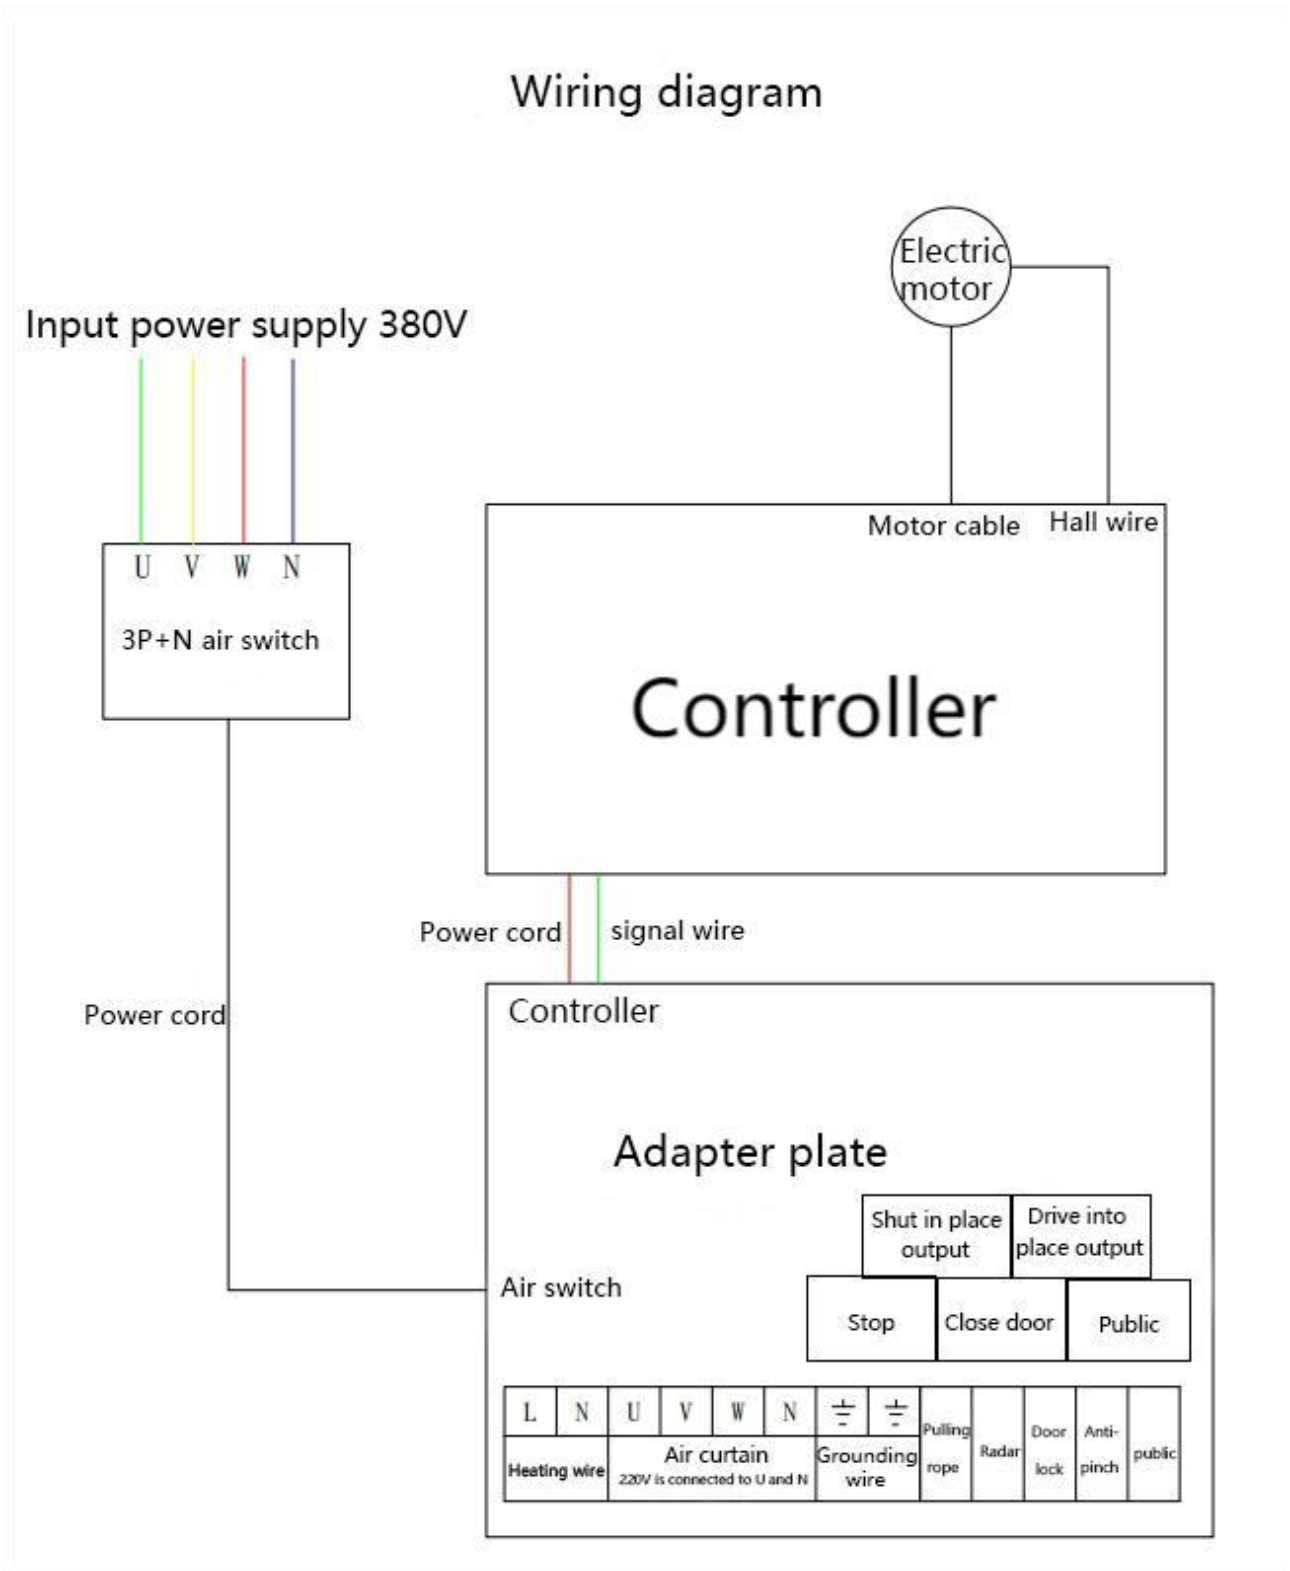 Wiring diagram
Electric
motor
Input power supply 380V
U V W N
3P+N air switch
Motor cable
Hall wire
Controller
Power cord
signal wire
Power cord
Controller
Adapter plate
Shut in place
output
Drive into
place output
Air switch
Stop
Close door
Public
L N U V W N
Heating wire
Air curtain
220V is connected to U and N
Grounding
wire
Pulling
rope
Radar
Door
lock
Anti-
pinch
public